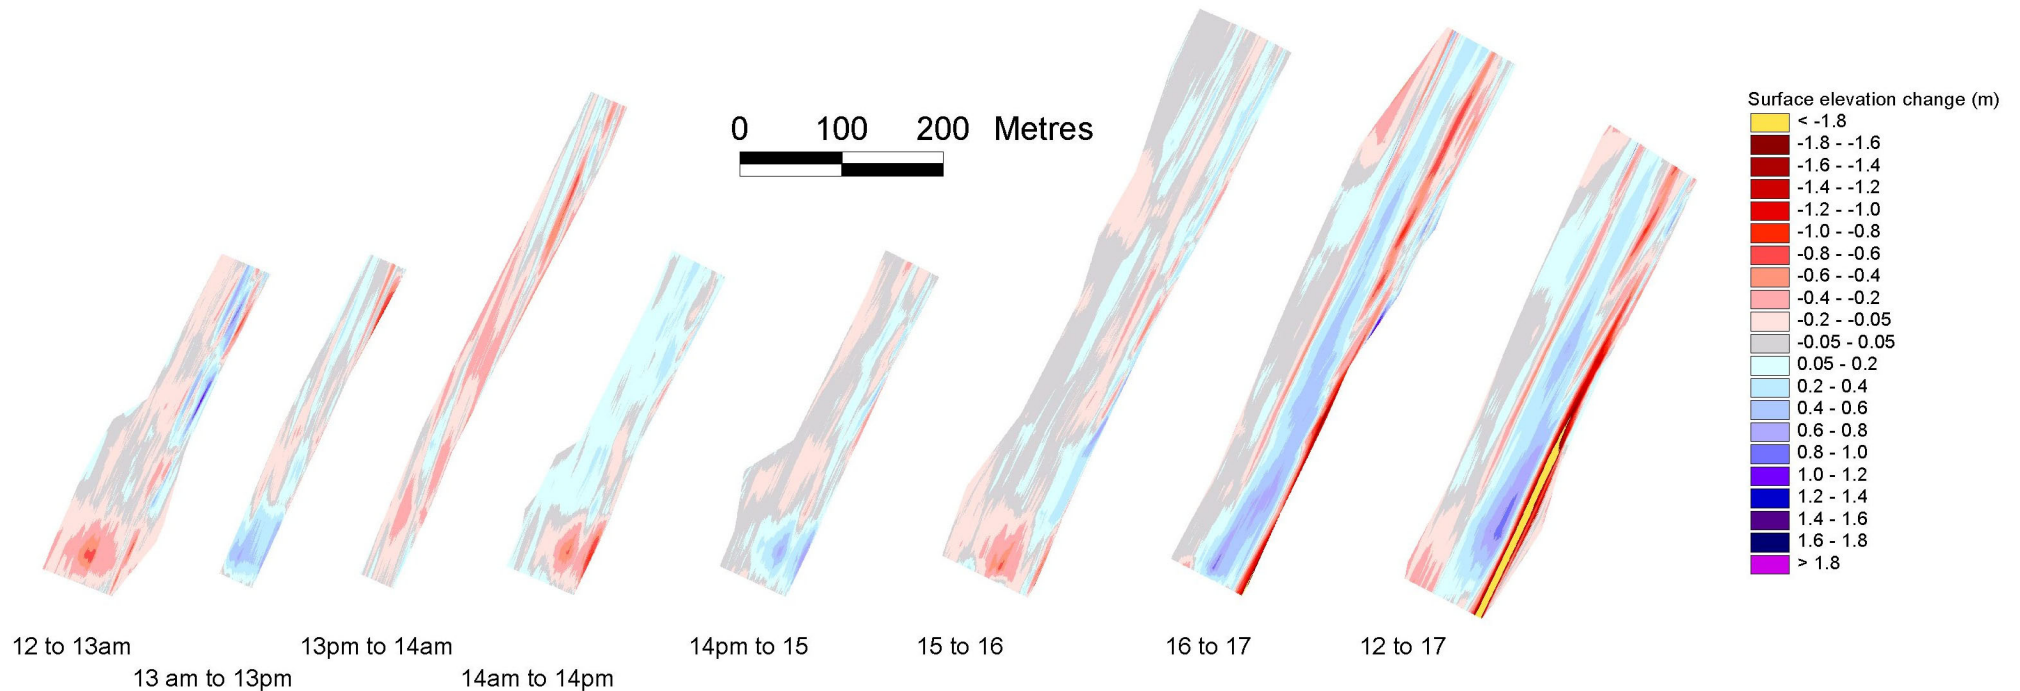 0 100 200 Metres
Surface elevation change (m)
< -1.8
-1.8 - -1.6
-1.6 - -1.4
-1.4 - -1.2
-1.2 - -1.0
-1.0 - -0.8
-0.8 - -0.6
-0.6 - -0.4
-0.4 - -0.2
-0.2 - -0.05
-0.05 - 0.05
0.05 - 0.2
0.2 - 0.4
0.4 - 0.6
0.6 - 0.8
0.8 - 1.0
1.0 - 1.2
1.2 - 1.4
1.4 - 1.6
1.6 - 1.8
> 1.8
12 to 13am
13 am to 13pm
13pm to 14am
14am to 14pm
14pm to 15
15 to 16
16 to 17
12 to 17